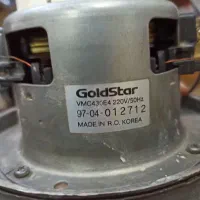 GoldStar
VMC430E4 220V/50Hz
97-04-012712
MADE IN R.O. KOREA